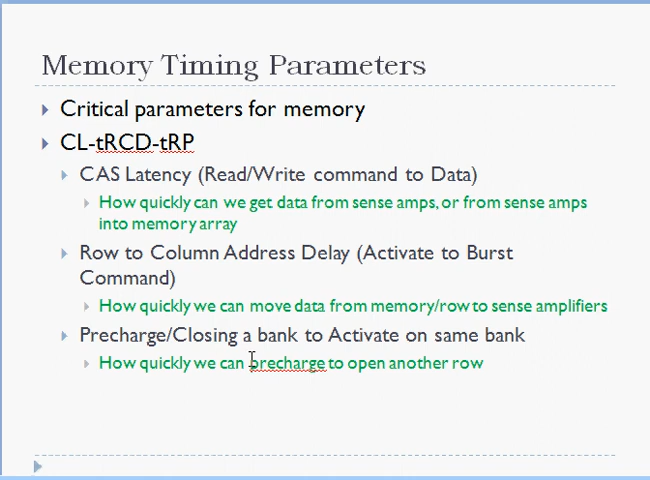 Memory Timing Parameters
Critical parameters for memory
CL-tRCD-tRP
CAS Latency (Read/Write command to Data)
How quickly can we get data from sense amps, or from sense amps
into memory array
Row to Column Address Delay (Activate to Burst
Command)
How quickly we can move data from memory/row to sense amplifiers
Precharge/Closing a bank to Activate on same bank
How quickly we can precharge to open another row